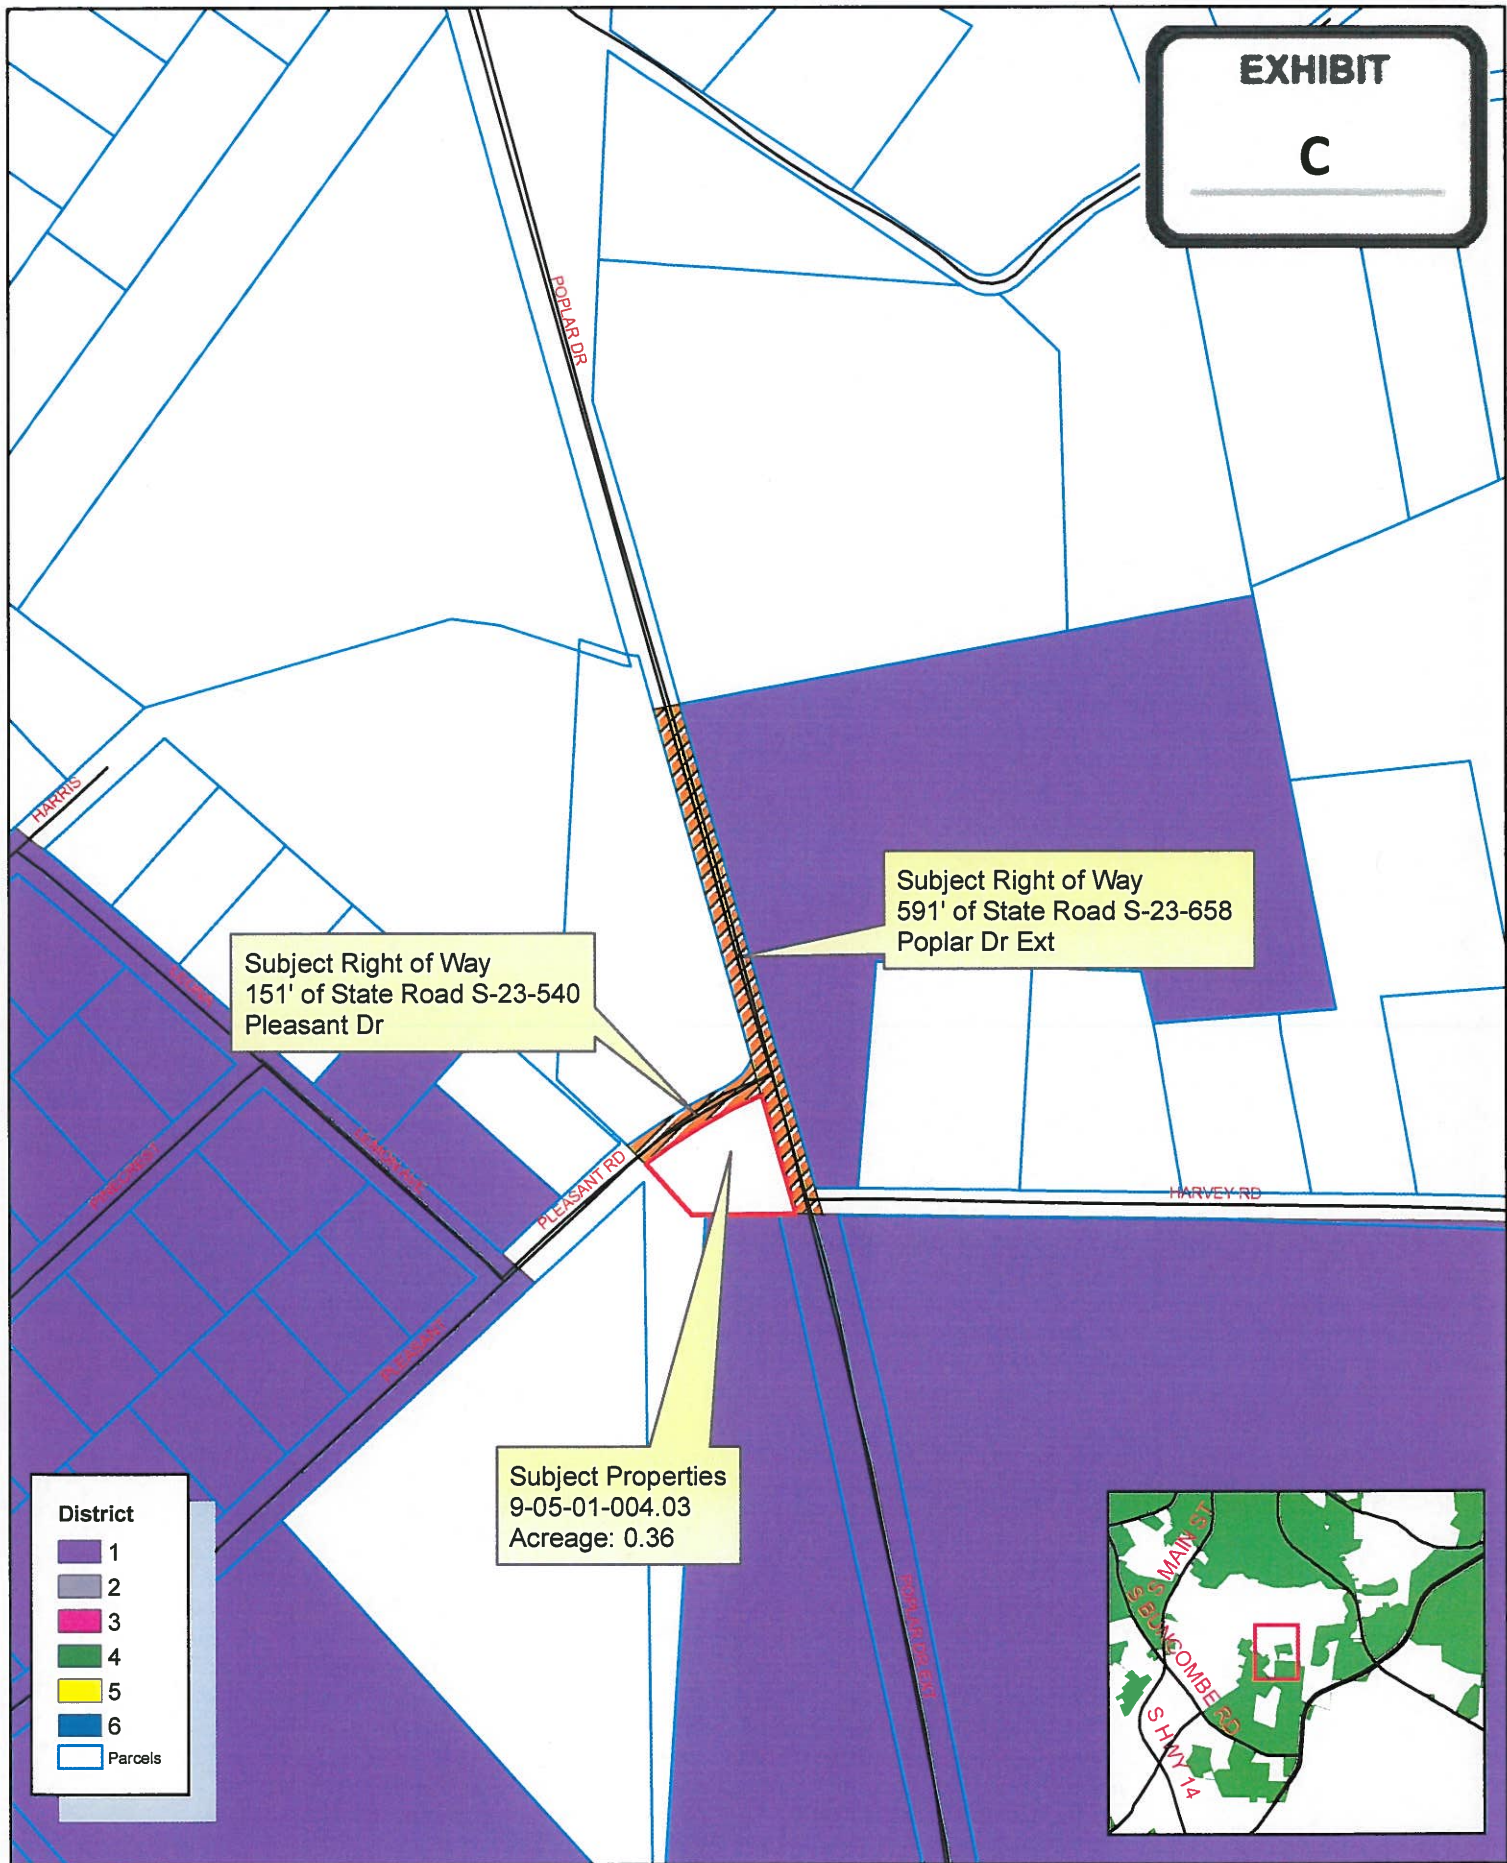 EXHIBIT
C
POPLAR DR
HARRIS
Subject Right of Way
591' of State Road S-23-658
Poplar Dr Ext
Subject Right of Way
151' of State Road S-23-540
Pleasant Dr
PLEASANT RD
HARVEY RD
PLEASANT
Subject Properties
9-05-01-004.03
Acreage: 0.36
POPLAR DR EXT
District
1
2
3
4
5
6
Parcels
S MAIN ST
S BUNCOMBE RD
S HWY 14